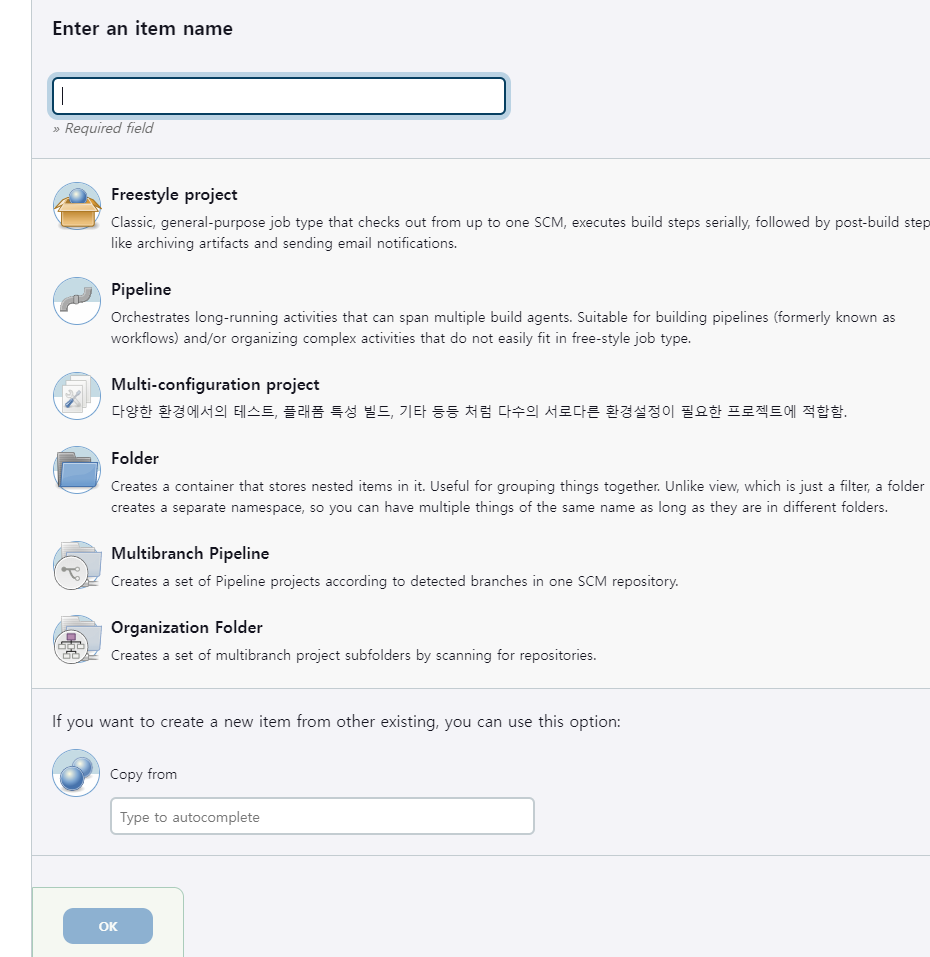 Enter an item name
» Required field
Freestyle project
Classic, general-purpose job type that checks out from up to one SCM, executes build steps serially, followed by post-build step
like archiving artifacts and sending email notifications.
Pipeline
Orchestrates long-running activities that can span multiple build agents. Suitable for building pipelines (formerly known as
workflows) and/or organizing complex activities that do not easily fit in free-style job type.
Multi-configuration project
다양한 환경에서의 테스트, 플래폼 특성 빌드, 기타 등등 처럼 다수의 서로다른 환경설정이 필요한 프로젝트에 적합함.
Folder
Creates a container that stores nested items in it. Useful for grouping things together. Unlike view, which is just a filter, a folder
creates a separate namespace, so you can have multiple things of the same name as long as they are in different folders.
Multibranch Pipeline
Creates a set of Pipeline projects according to detected branches in one SCM repository.
Organization Folder
Creates a set of multibranch project subfolders by scanning for repositories.
If you want to create a new item from other existing, you can use this option:
Copy from
Type to autocomplete
OK